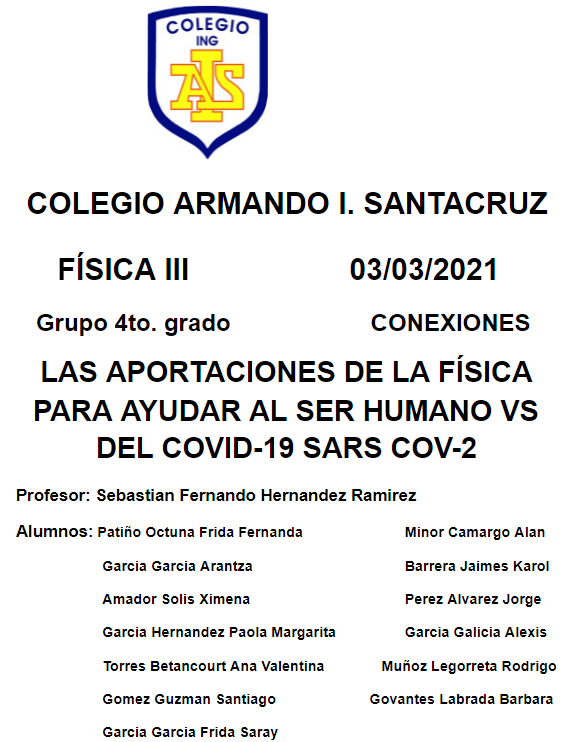 COLEGIO
ING
AIS
COLEGIO ARMANDO I. SANTACRUZ
FÍSICA III 03/03/2021
Grupo 4to. grado CONEXIONES
LAS APORTACIONES DE LA FÍSICA
PARA AYUDAR AL SER HUMANO VS
DEL COVID-19 SARS COV-2
Profesor: Sebastian Fernando Hernandez Ramirez
Alumnos: Patiño Octuna Frida Fernanda Minor Camargo Alan
Garcia Garcia Arantza Barrera Jaimes Karol
Amador Solis Ximena Perez Alvarez Jorge
Garcia Hernandez Paola Margarita Garcia Galicia Alexis
Torres Betancourt Ana Valentina Muñoz Legorreta Rodrigo
Gomez Guzman Santiago Govantes Labrada Barbara
Garcia Garcia Frida Saray